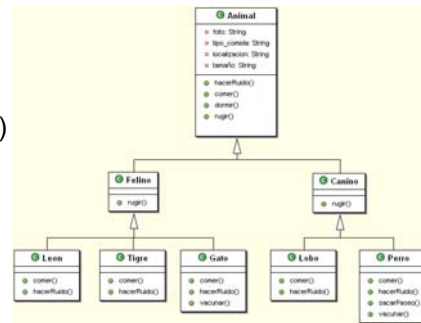 Animal
foto: String
tipo_comida: String
localizacion: String
tamaño: String
hacerRuido()
comer()
dormir()
rugir()
)
Felino
rugir()
Canino
rugir()
Leon
comer()
hacerRuido()
Tigre
comer()
hacerRuido()
Gato
comer()
hacerRuido()
vacunar()
Lobo
comer()
hacerRuido()
Perro
comer()
hacerRuido()
sacarPaseo()
vacunar()